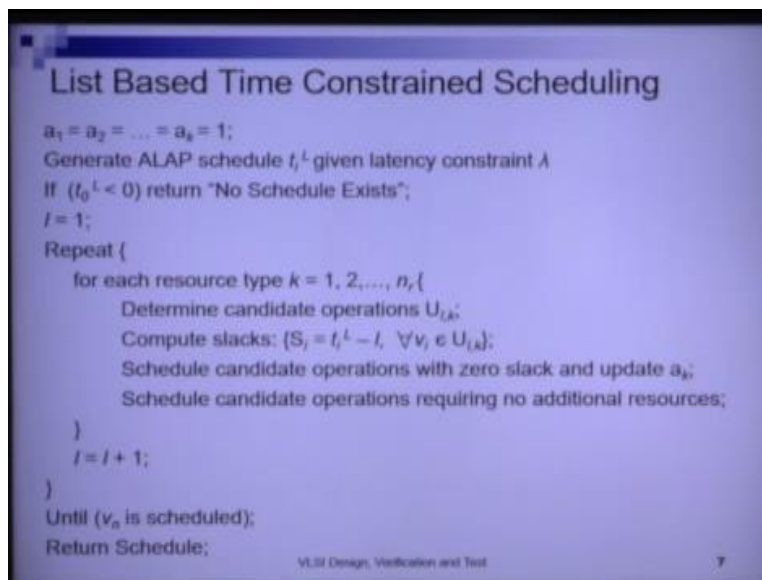 List Based Time Constrained Scheduling
a₁ = a₂ = ... = aₖ = 1;
Generate ALAP schedule tᵢᴸ given latency constraint λ
If (t₀ᴸ < 0) return "No Schedule Exists";
l = 1;
Repeat {
for each resource type k = 1, 2,..., nᵣ{
Determine candidate operations Uₗ,ₖ;
Compute slacks: {Sᵢ = tᵢᴸ – l, ∀vᵢ ∈ Uₗ,ₖ};
Schedule candidate operations with zero slack and update aₖ;
Schedule candidate operations requiring no additional resources;
}
l = l + 1;
}
Until (vₙ is scheduled);
Return Schedule;
VLSI Design, Verification and Test 7